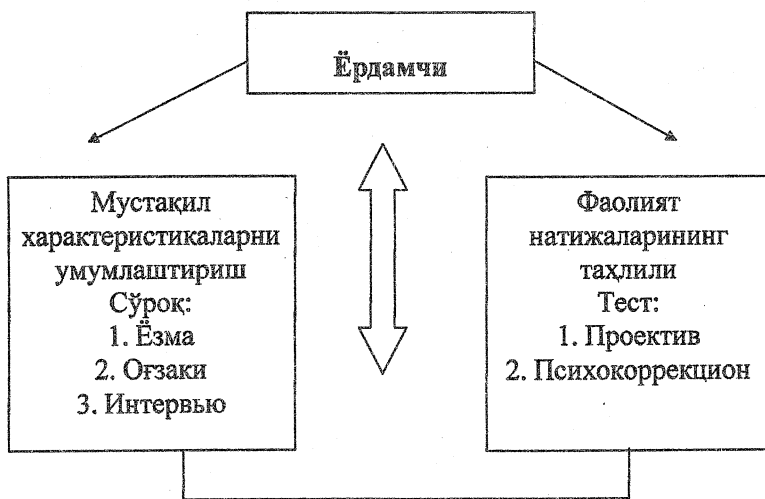 Ёрдамчи
Мустақил
характеристикаларни
умумлаштириш
Сўроқ:
1. Ёзма
2. Оғзаки
3. Интервью
Фаолият
натижаларининг
таҳлили
Тест:
1. Проектив
2. Психокоррекцион